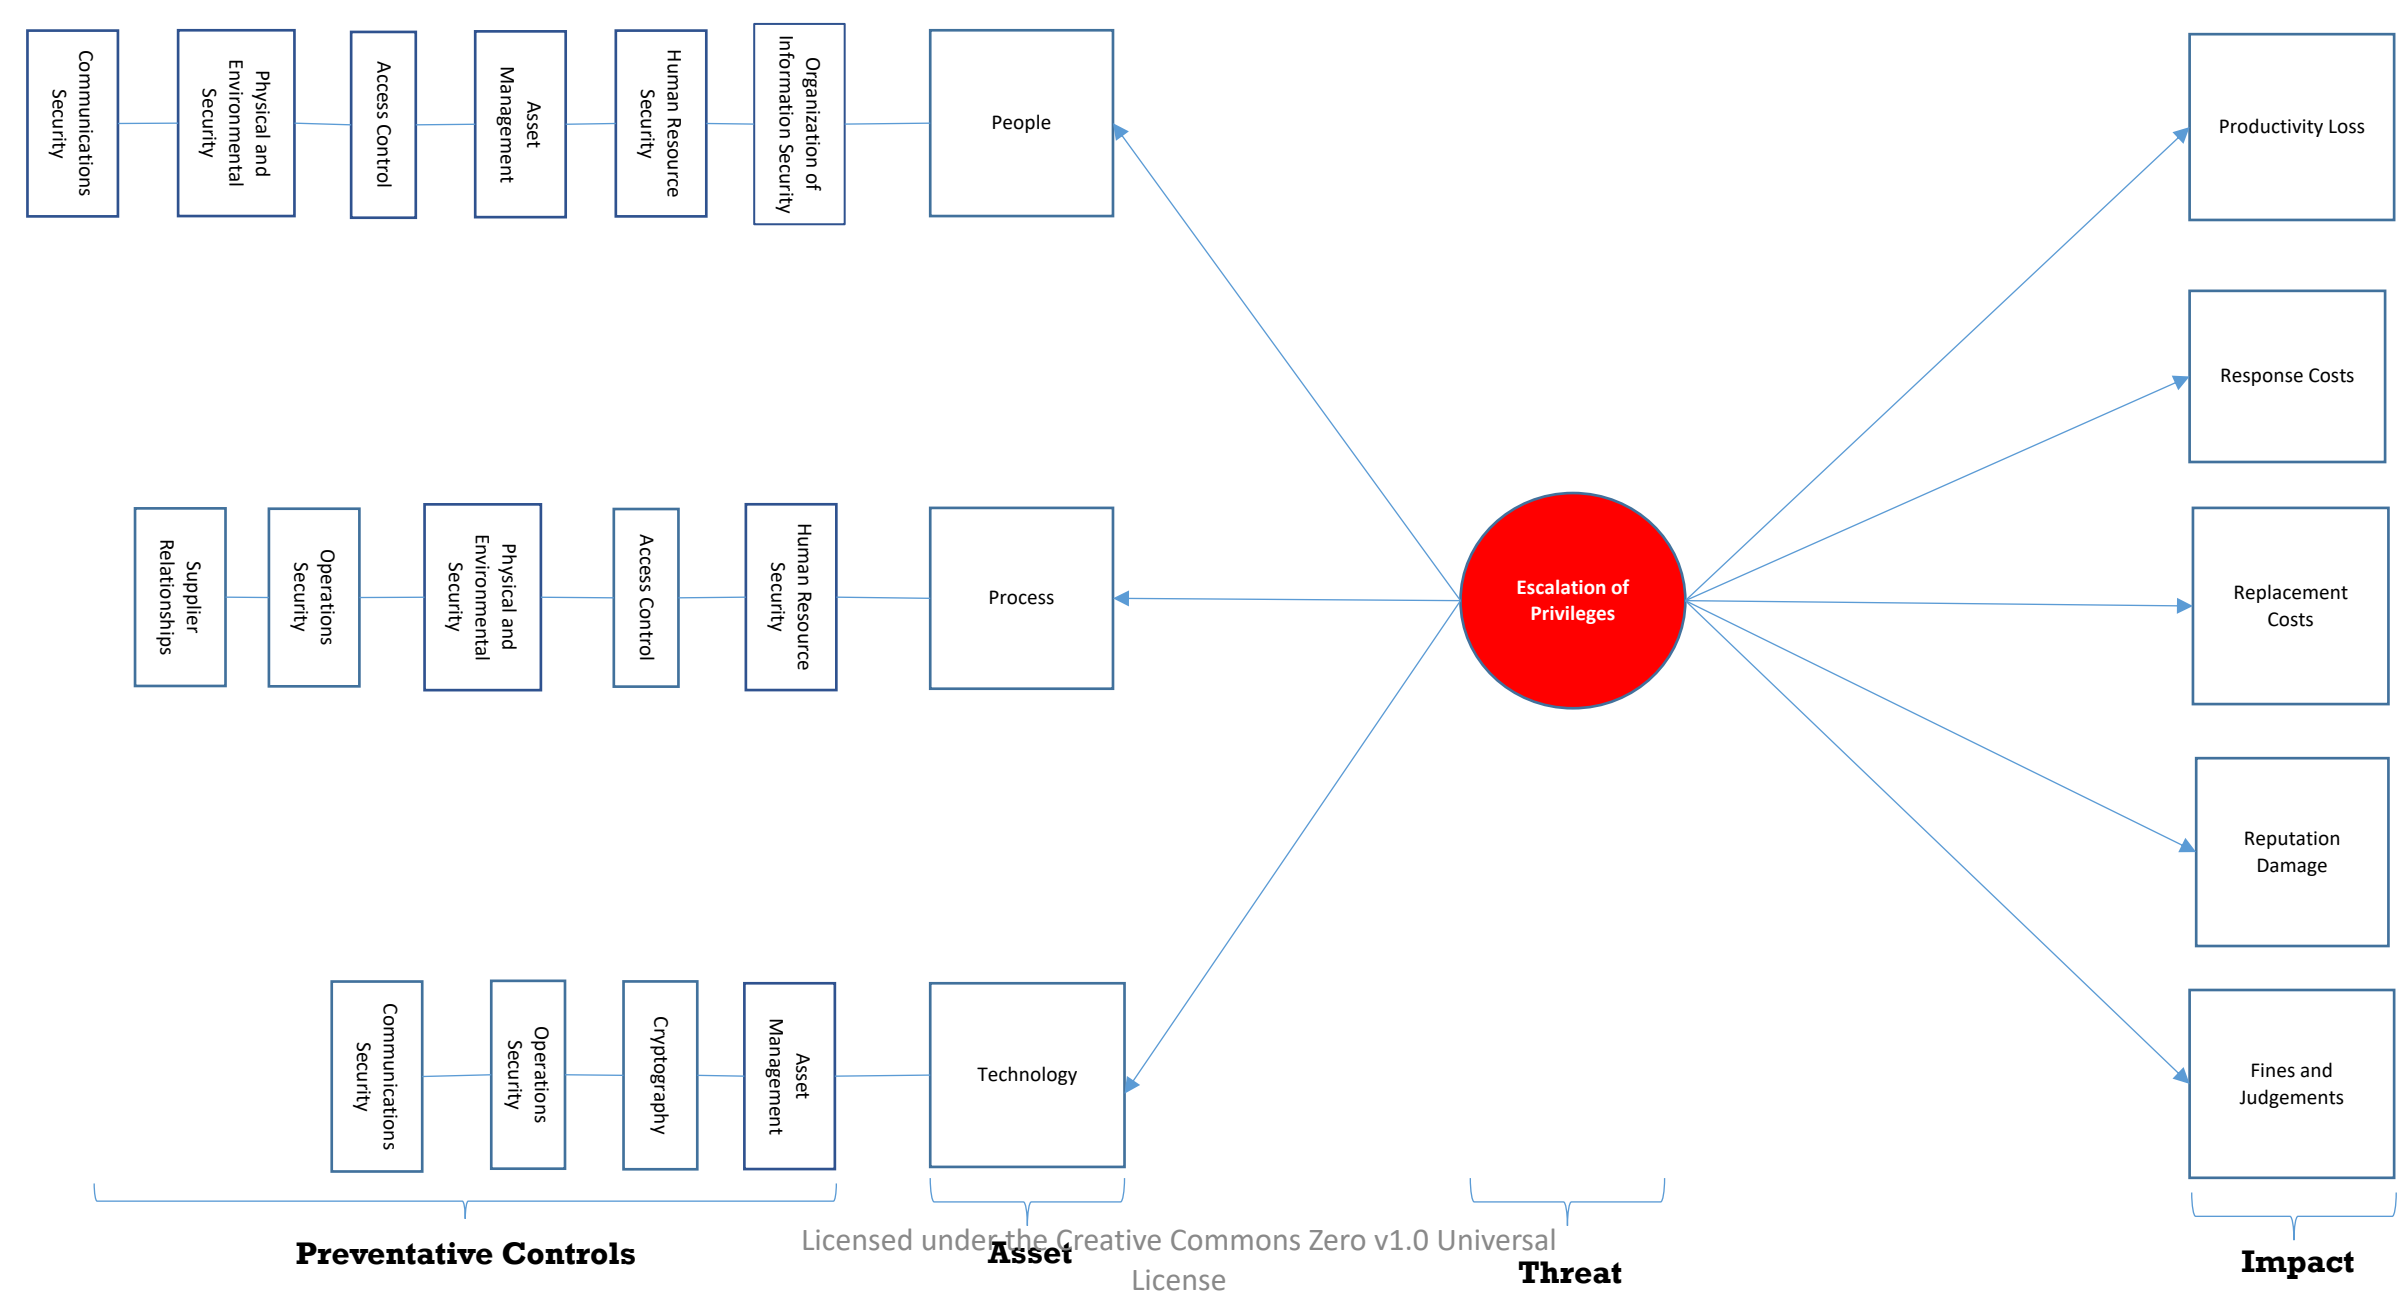 Communications
Security
Physical and
Environmental
Security
Access Control
Asset
Management
Human Resource
Security
Organization of
Information Security
People
Productivity Loss
Response Costs
Supplier
Relationships
Operations
Security
Physical and
Environmental
Security
Access Control
Human Resource
Security
Process
Escalation of
Privileges
Replacement
Costs
Reputation
Damage
Communications
Security
Operations
Security
Cryptography
Asset
Management
Technology
Fines and
Judgements
Preventative Controls
Asset
Threat
Impact
Licensed under the Creative Commons Zero v1.0 Universal
License